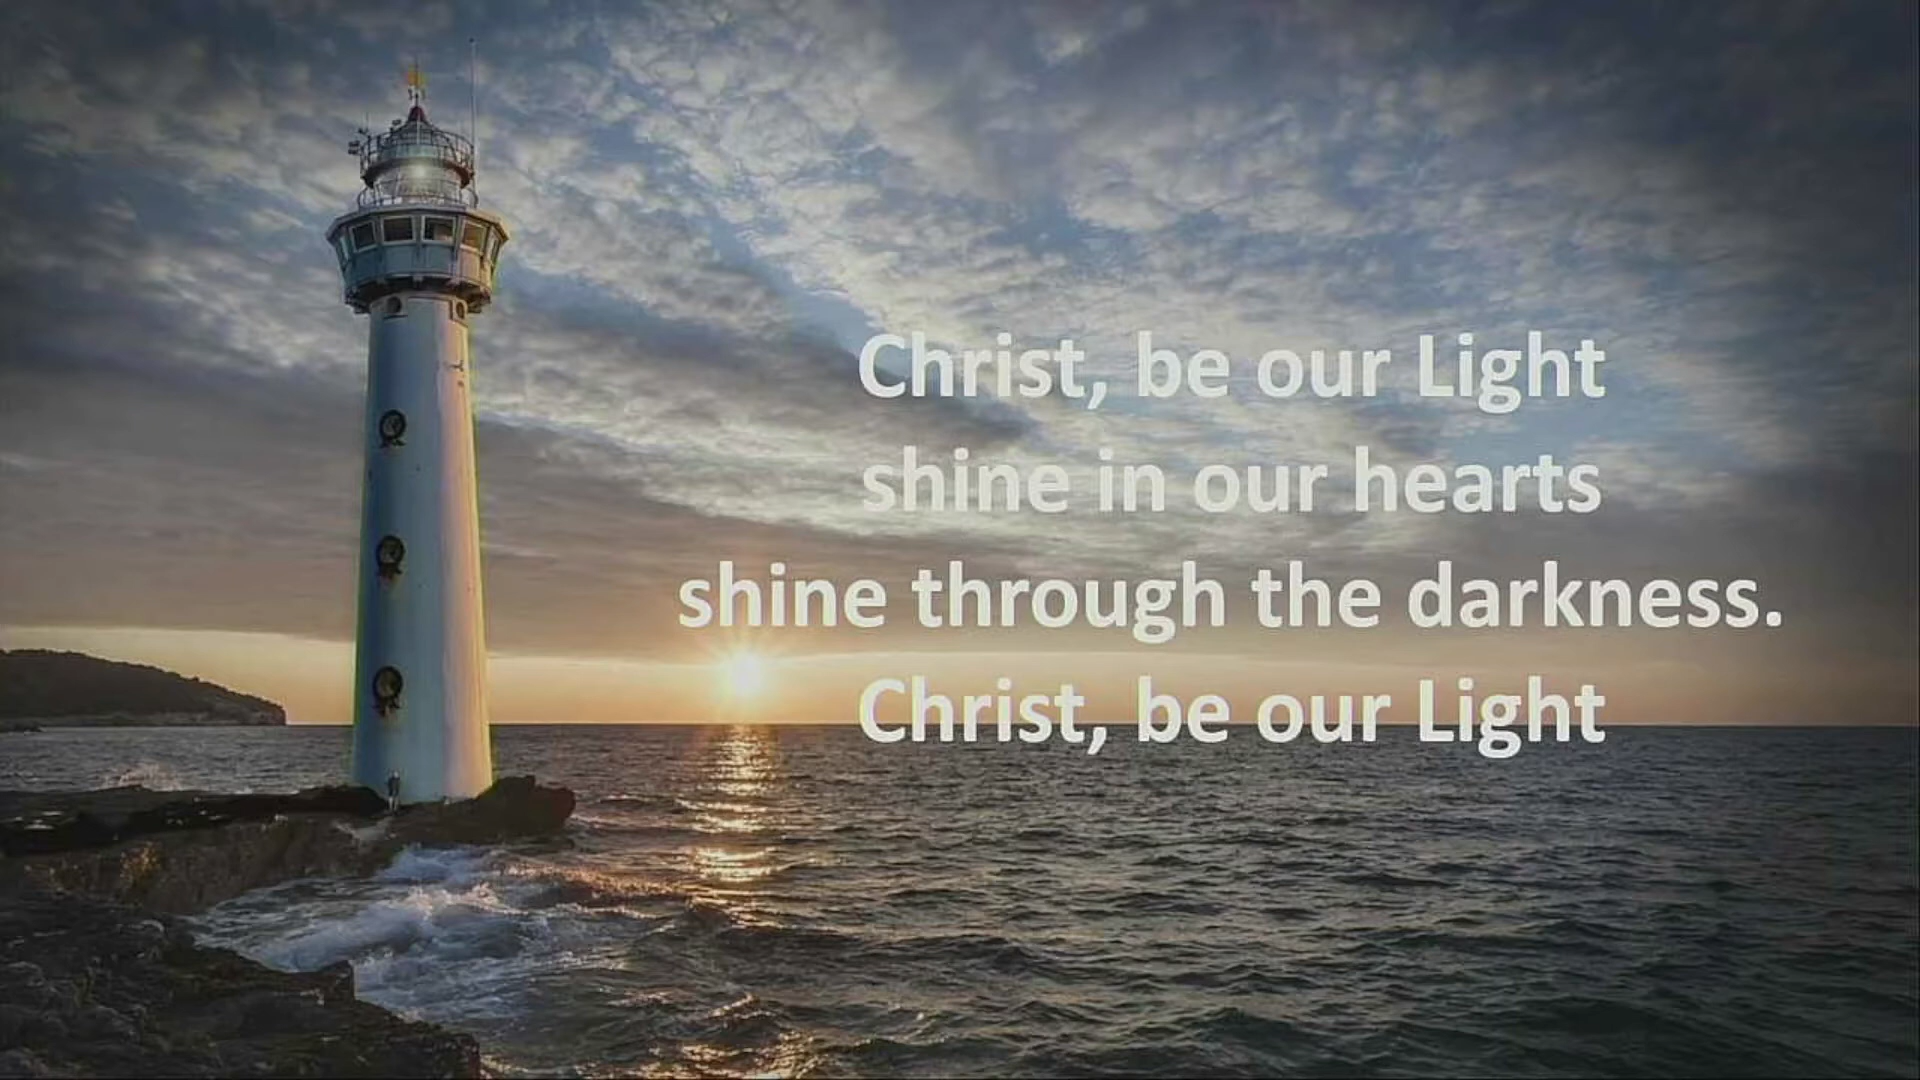 Christ, be our Light
shine in our hearts
shine through the darkness.
Christ, be our Light